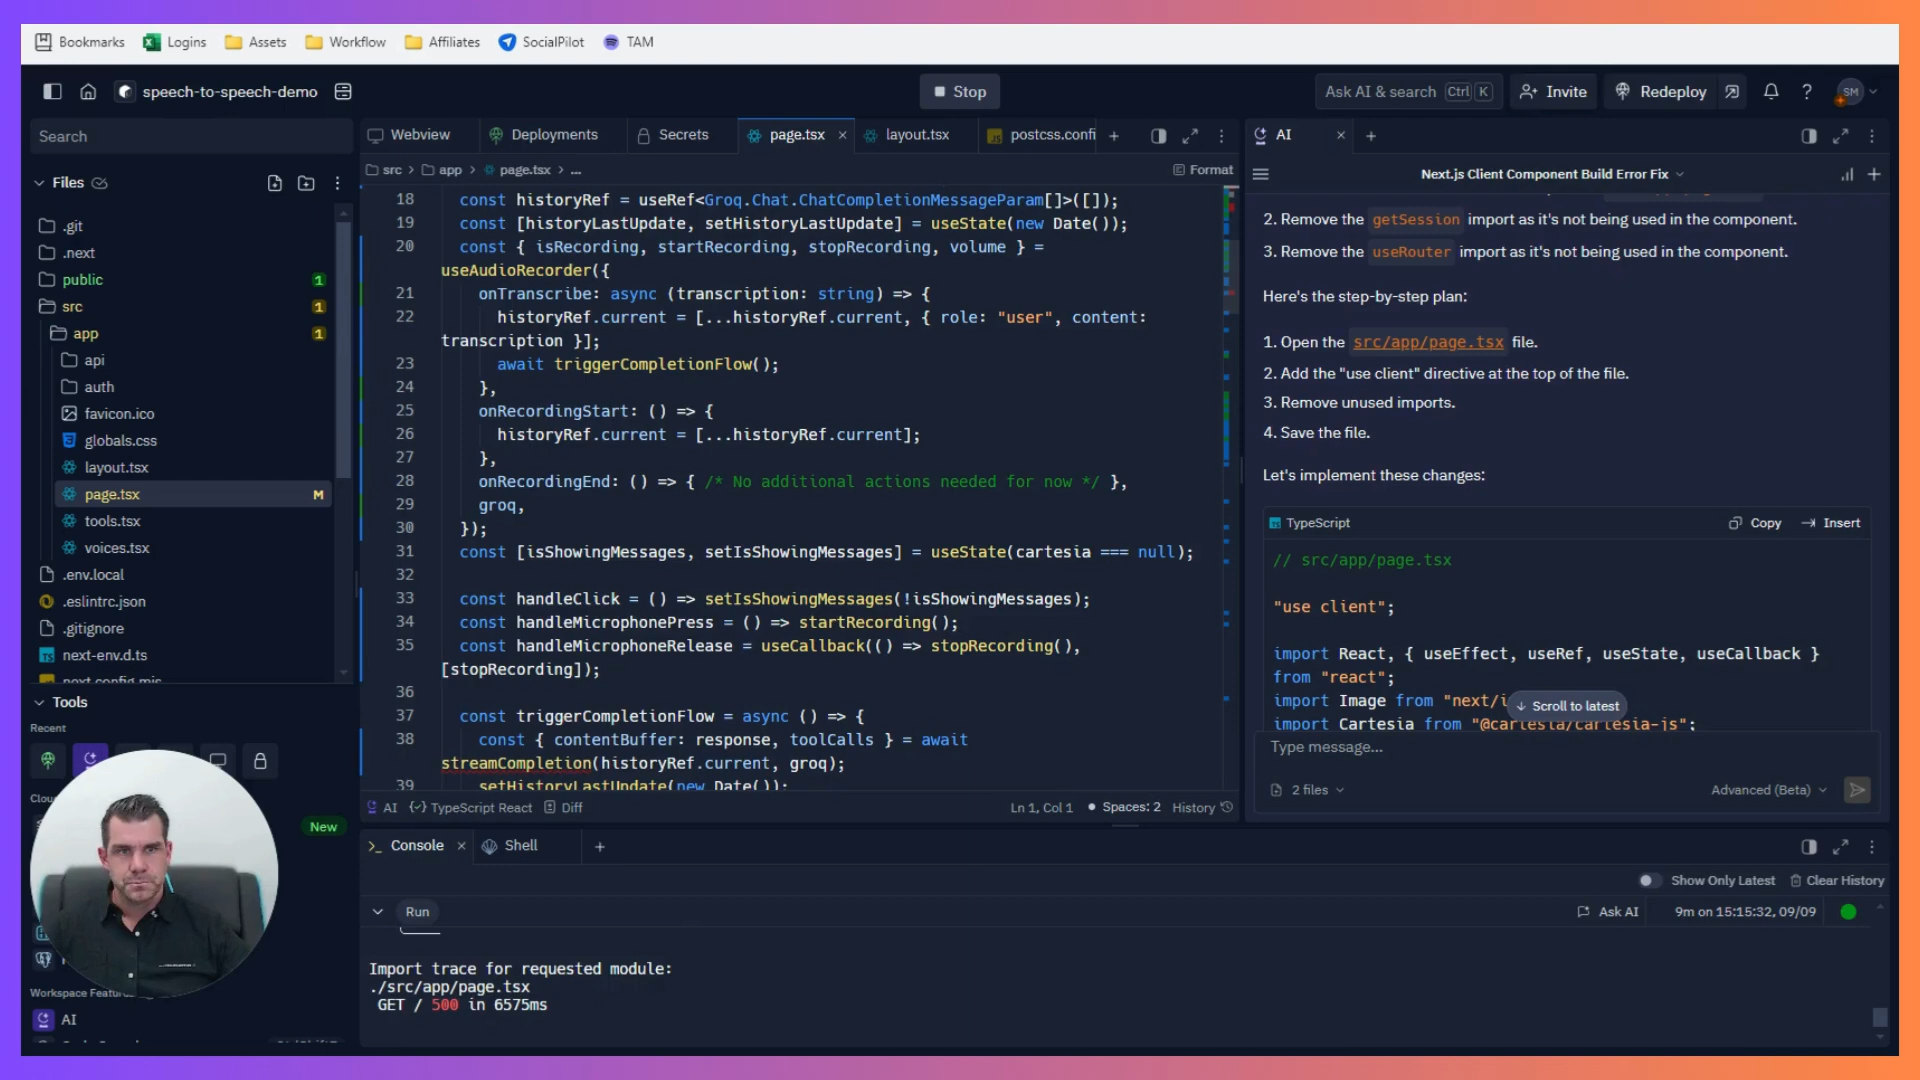 Bookmarks
Logins
Assets
Workflow
Affiliates
SocialPilot
TAM
speech-to-speech-demo
Stop
Ask AI & search Ctrl K
Invite
Redeploy
SM
Search
Files
.git
.next
public 1
src 1
app 1
api
auth
favicon.ico
globals.css
layout.tsx
page.tsx M
tools.tsx
voices.tsx
.env.local
.eslintrc.json
.gitignore
next-env.d.ts
next.config.mjs
Tools
Recent
New
AI
Webview
Deployments
Secrets
page.tsx
layout.tsx
postcss.confi
src > app > page.tsx > ...
Format
18 const historyRef = useRef<Groq.Chat.ChatCompletionMessageParam[]>([]);
19 const [historyLastUpdate, setHistoryLastUpdate] = useState(new Date());
20 const { isRecording, startRecording, stopRecording, volume } =
useAudioRecorder({
21 onTranscribe: async (transcription: string) => {
22 historyRef.current = [...historyRef.current, { role: "user", content:
transcription }];
23 await triggerCompletionFlow();
24 },
25 onRecordingStart: () => {
26 historyRef.current = [...historyRef.current];
27 },
28 onRecordingEnd: () => { /* No additional actions needed for now */ },
29 groq,
30 });
31 const [isShowingMessages, setIsShowingMessages] = useState(cartesia === null);
32
33 const handleClick = () => setIsShowingMessages(!isShowingMessages);
34 const handleMicrophonePress = () => startRecording();
35 const handleMicrophoneRelease = useCallback(() => stopRecording(),
[stopRecording]);
36
37 const triggerCompletionFlow = async () => {
38 const { contentBuffer: response, toolCalls } = await
streamCompletion(historyRef.current, groq);
39 setHistoryLastUpdate(new Date());
AI
TypeScript React
Diff
Ln 1, Col 1
Spaces: 2
History
AI
Next.js Client Component Build Error Fix
2. Remove the getSession import as it's not being used in the component.
3. Remove the useRouter import as it's not being used in the component.
Here's the step-by-step plan:
1. Open the src/app/page.tsx file.
2. Add the "use client" directive at the top of the file.
3. Remove unused imports.
4. Save the file.
Let's implement these changes:
TypeScript
Copy
Insert
// src/app/page.tsx
"use client";
import React, { useEffect, useRef, useState, useCallback }
from "react";
import Image from "next/i
Scroll to latest
import Cartesia from "@cartesia/cartesia-js";
Type message...
2 files
Advanced (Beta)
Console
Shell
Show Only Latest
Clear History
Run
Ask AI
9m on 15:15:32, 09/09
Import trace for requested module:
./src/app/page.tsx
GET / 500 in 6575ms
Workspace Featur